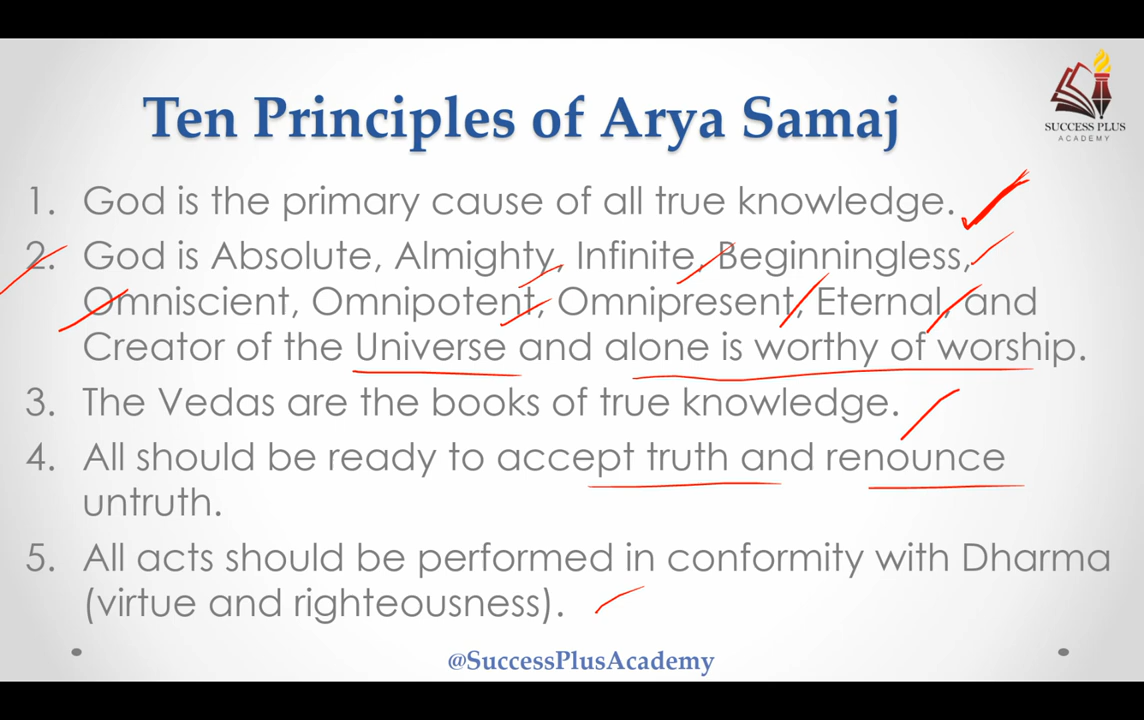 Ten Principles of Arya Samaj
SUCCESS PLUS
ACADEMY
1. God is the primary cause of all true knowledge.
2. God is Absolute, Almighty, Infinite, Beginningless,
Omniscient, Omnipotent, Omnipresent, Eternal, and
Creator of the Universe and alone is worthy of worship.
3. The Vedas are the books of true knowledge.
4. All should be ready to accept truth and renounce
untruth.
5. All acts should be performed in conformity with Dharma
(virtue and righteousness).
@SuccessPlusAcademy